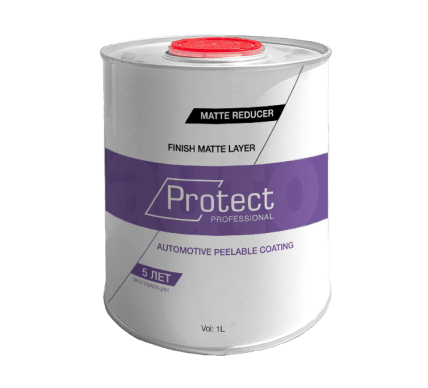 MATTE REDUCER
FINISH MATTE LAYER
Protect
PROFESSIONAL
AUTOMOTIVE PEELABLE COATING
5 ЛЕТ
Vol: 1L